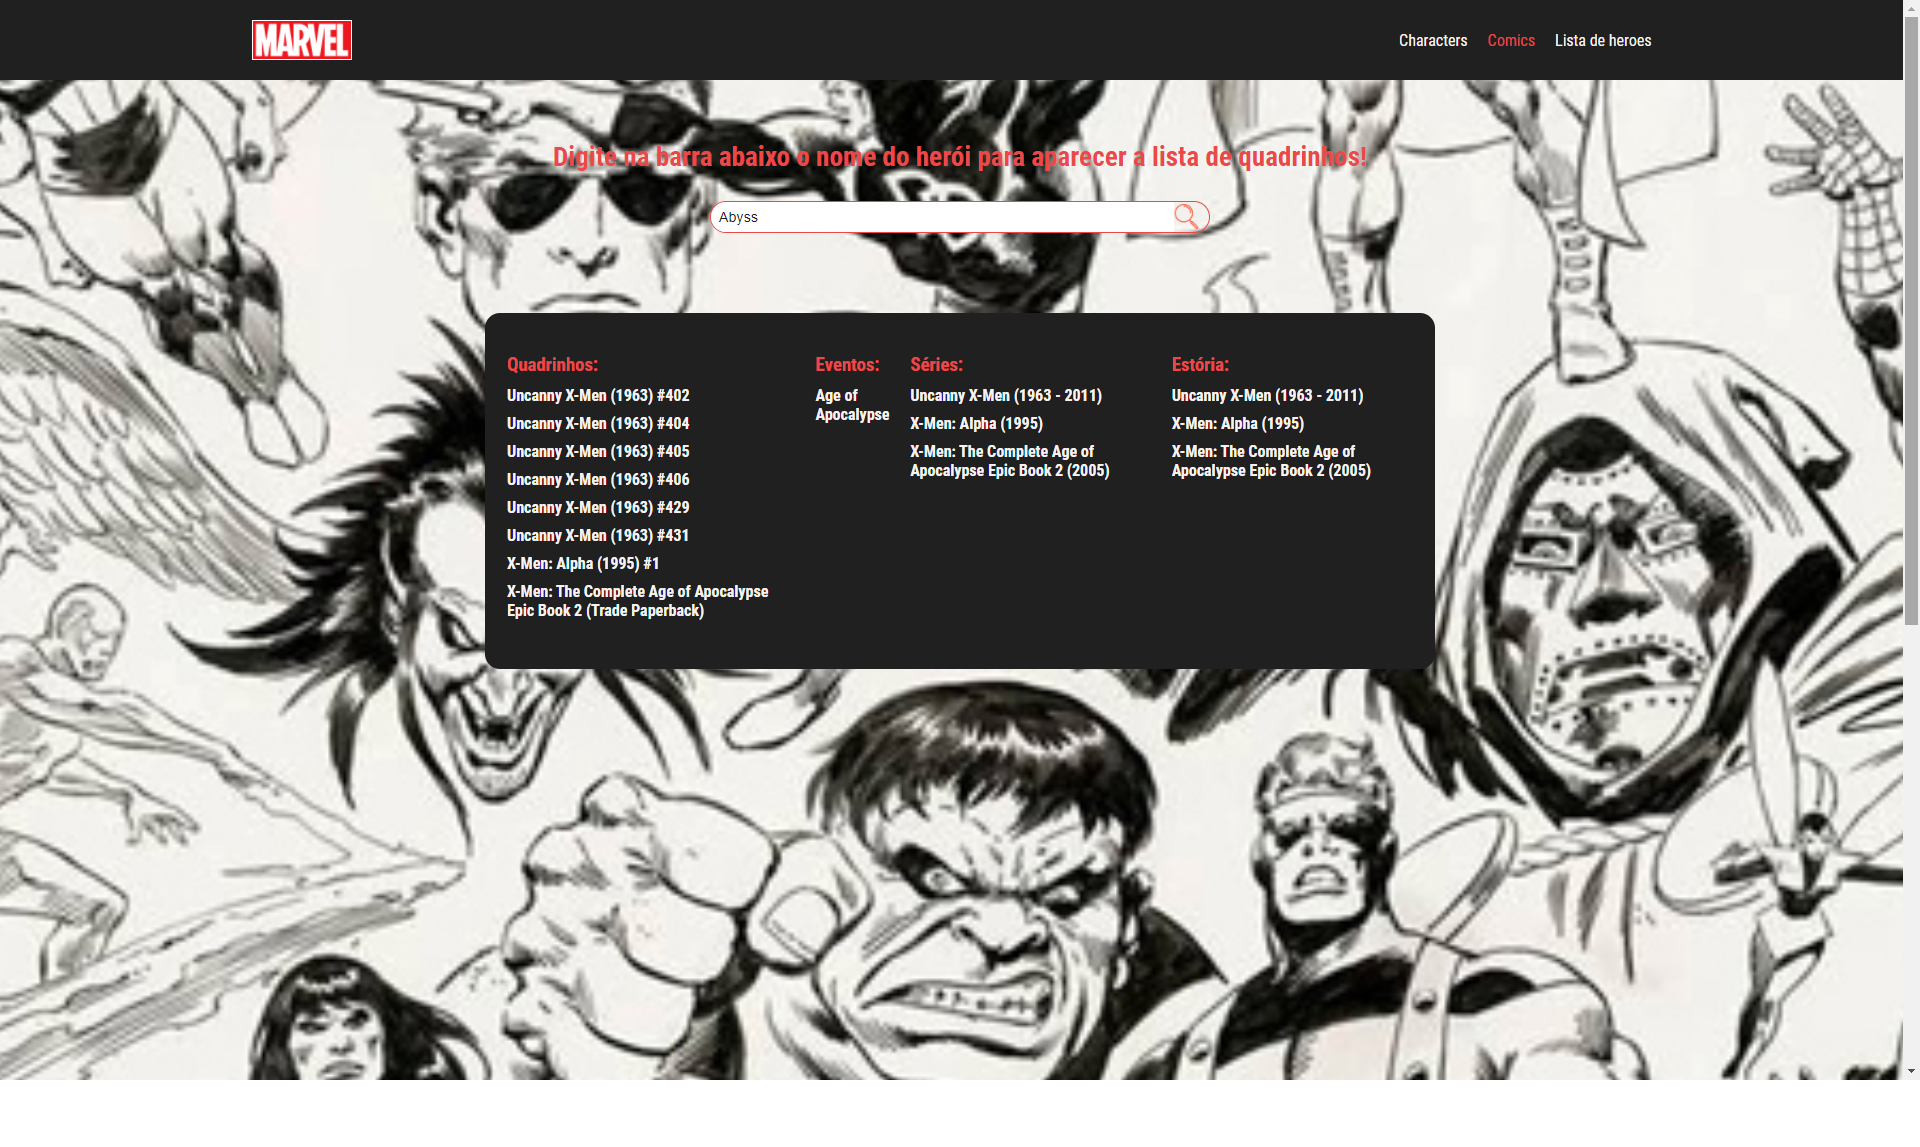 MARVEL
Characters Comics Lista de heroes
Digite na barra abaixo o nome do herói para aparecer a lista de quadrinhos!
Abyss
Quadrinhos:
Uncanny X-Men (1963) #402
Uncanny X-Men (1963) #404
Uncanny X-Men (1963) #405
Uncanny X-Men (1963) #406
Uncanny X-Men (1963) #429
Uncanny X-Men (1963) #431
X-Men: Alpha (1995) #1
X-Men: The Complete Age of Apocalypse
Epic Book 2 (Trade Paperback)
Eventos:
Age of
Apocalypse
Séries:
Uncanny X-Men (1963 - 2011)
X-Men: Alpha (1995)
X-Men: The Complete Age of
Apocalypse Epic Book 2 (2005)
Estória:
Uncanny X-Men (1963 - 2011)
X-Men: Alpha (1995)
X-Men: The Complete Age of
Apocalypse Epic Book 2 (2005)